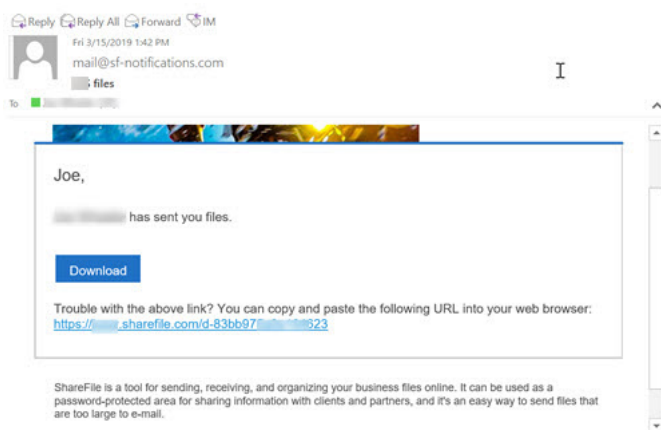 Reply Reply All Forward IM
Fri 3/15/2019 1:42 PM
mail@sf-notifications.com
files
To
Joe,
has sent you files.
Download
Trouble with the above link? You can copy and paste the following URL into your web browser:
https:// .sharefile.com/d-83bb97 623
ShareFile is a tool for sending, receiving, and organizing your business files online. It can be used as a
password-protected area for sharing information with clients and partners, and it's an easy way to send files that
are too large to e-mail.